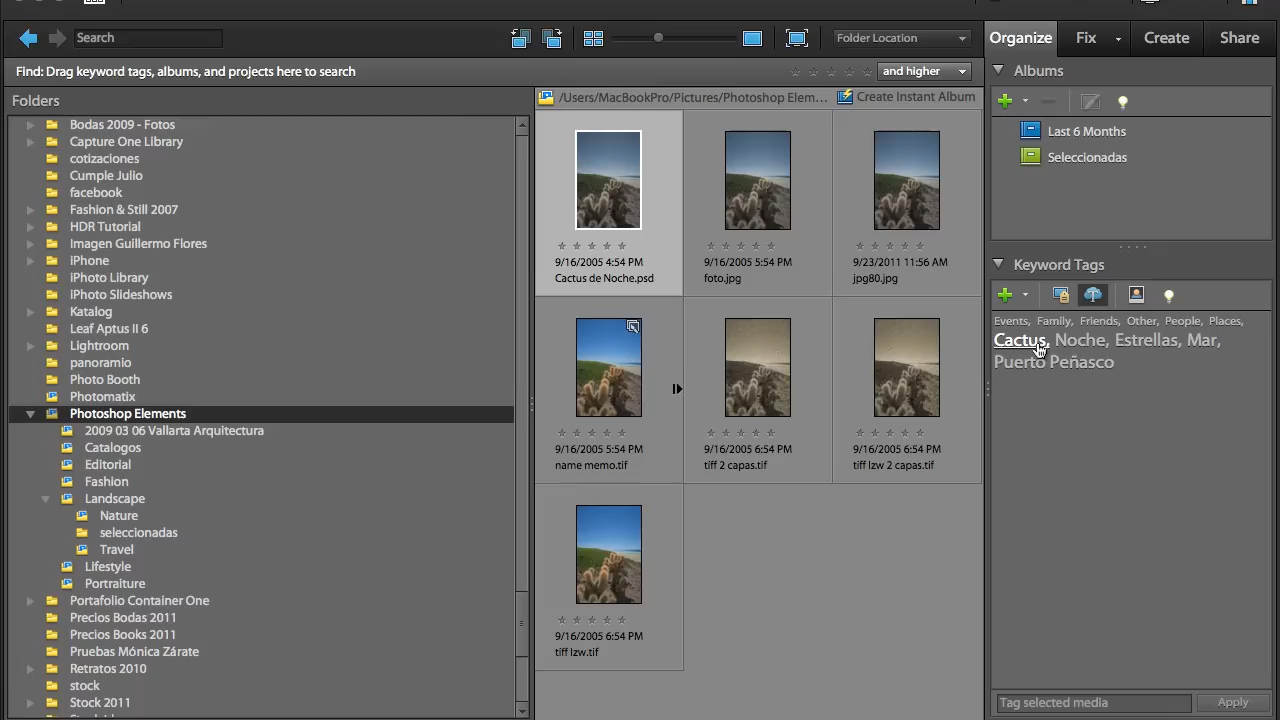 Search
Folder Location
Organize
Fix
Create
Share
Find: Drag keyword tags, albums, and projects here to search
and higher
Folders
Bodas 2009 - Fotos
Capture One Library
cotizaciones
Cumple Julio
facebook
Fashion & Still 2007
HDR Tutorial
Imagen Guillermo Flores
iPhone
iPhoto Library
iPhoto Slideshows
Katalog
Leaf Aptus II 6
Lightroom
panoramio
Photo Booth
Photomatix
Photoshop Elements
2009 03 06 Vallarta Arquitectura
Catalogos
Editorial
Fashion
Landscape
Nature
seleccionadas
Travel
Lifestyle
Portraiture
Portafolio Container One
Precios Bodas 2011
Precios Books 2011
Pruebas Mónica Zárate
Retratos 2010
stock
Stock 2011
/Users/MacBookPro/Pictures/Photoshop Elem...
Create Instant Album
9/16/2005 4:54 PM
Cactus de Noche.psd
9/16/2005 5:54 PM
foto.jpg
9/23/2011 11:56 AM
jpg80.jpg
9/16/2005 5:54 PM
name memo.tif
9/16/2005 6:54 PM
tiff 2 capas.tif
9/16/2005 6:54 PM
tiff lzw 2 capas.tif
9/16/2005 6:54 PM
tiff lzw.tif
Albums
Last 6 Months
Seleccionadas
Keyword Tags
Events, Family, Friends, Other, People, Places,
Cactus, Noche, Estrellas, Mar,
Puerto Peñasco
Tag selected media
Apply